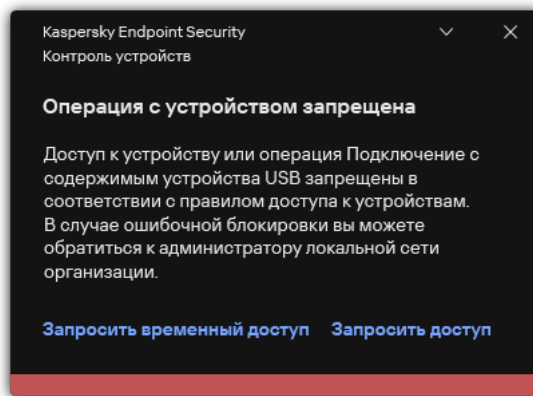 Kaspersky Endpoint Security
Контроль устройств
Операция с устройством запрещена
Доступ к устройству или операция Подключение с
содержимым устройства USB запрещены в
соответствии с правилом доступа к устройствам.
В случае ошибочной блокировки вы можете
обратиться к администратору локальной сети
организации.
Запросить временный доступ Запросить доступ